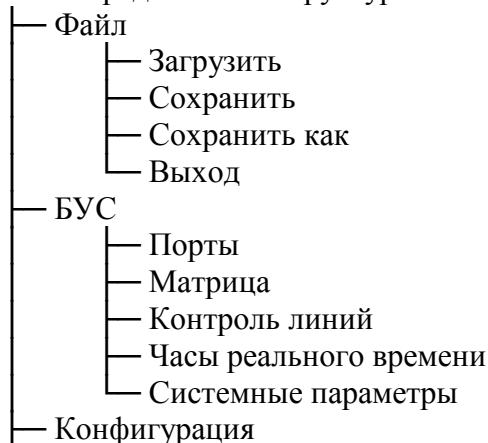 Файл
Загрузить
Сохранить
Сохранить как
Выход
БУС
Порты
Матрица
Контроль линий
Часы реального времени
Системные параметры
Конфигурация